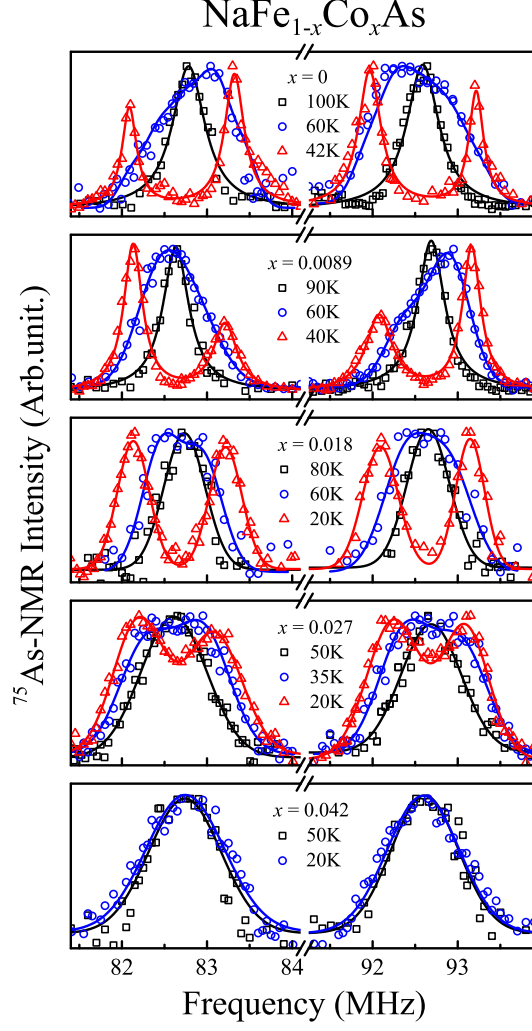 NaFe₁₋ₓCoₓAs
x = 0
100K
60K
42K
x = 0.0089
90K
60K
40K
x = 0.018
80K
60K
20K
x = 0.027
50K
35K
20K
x = 0.042
50K
20K
⁷⁵As-NMR Intensity (Arb.unit.)
82 83 84 92 93
Frequency (MHz)